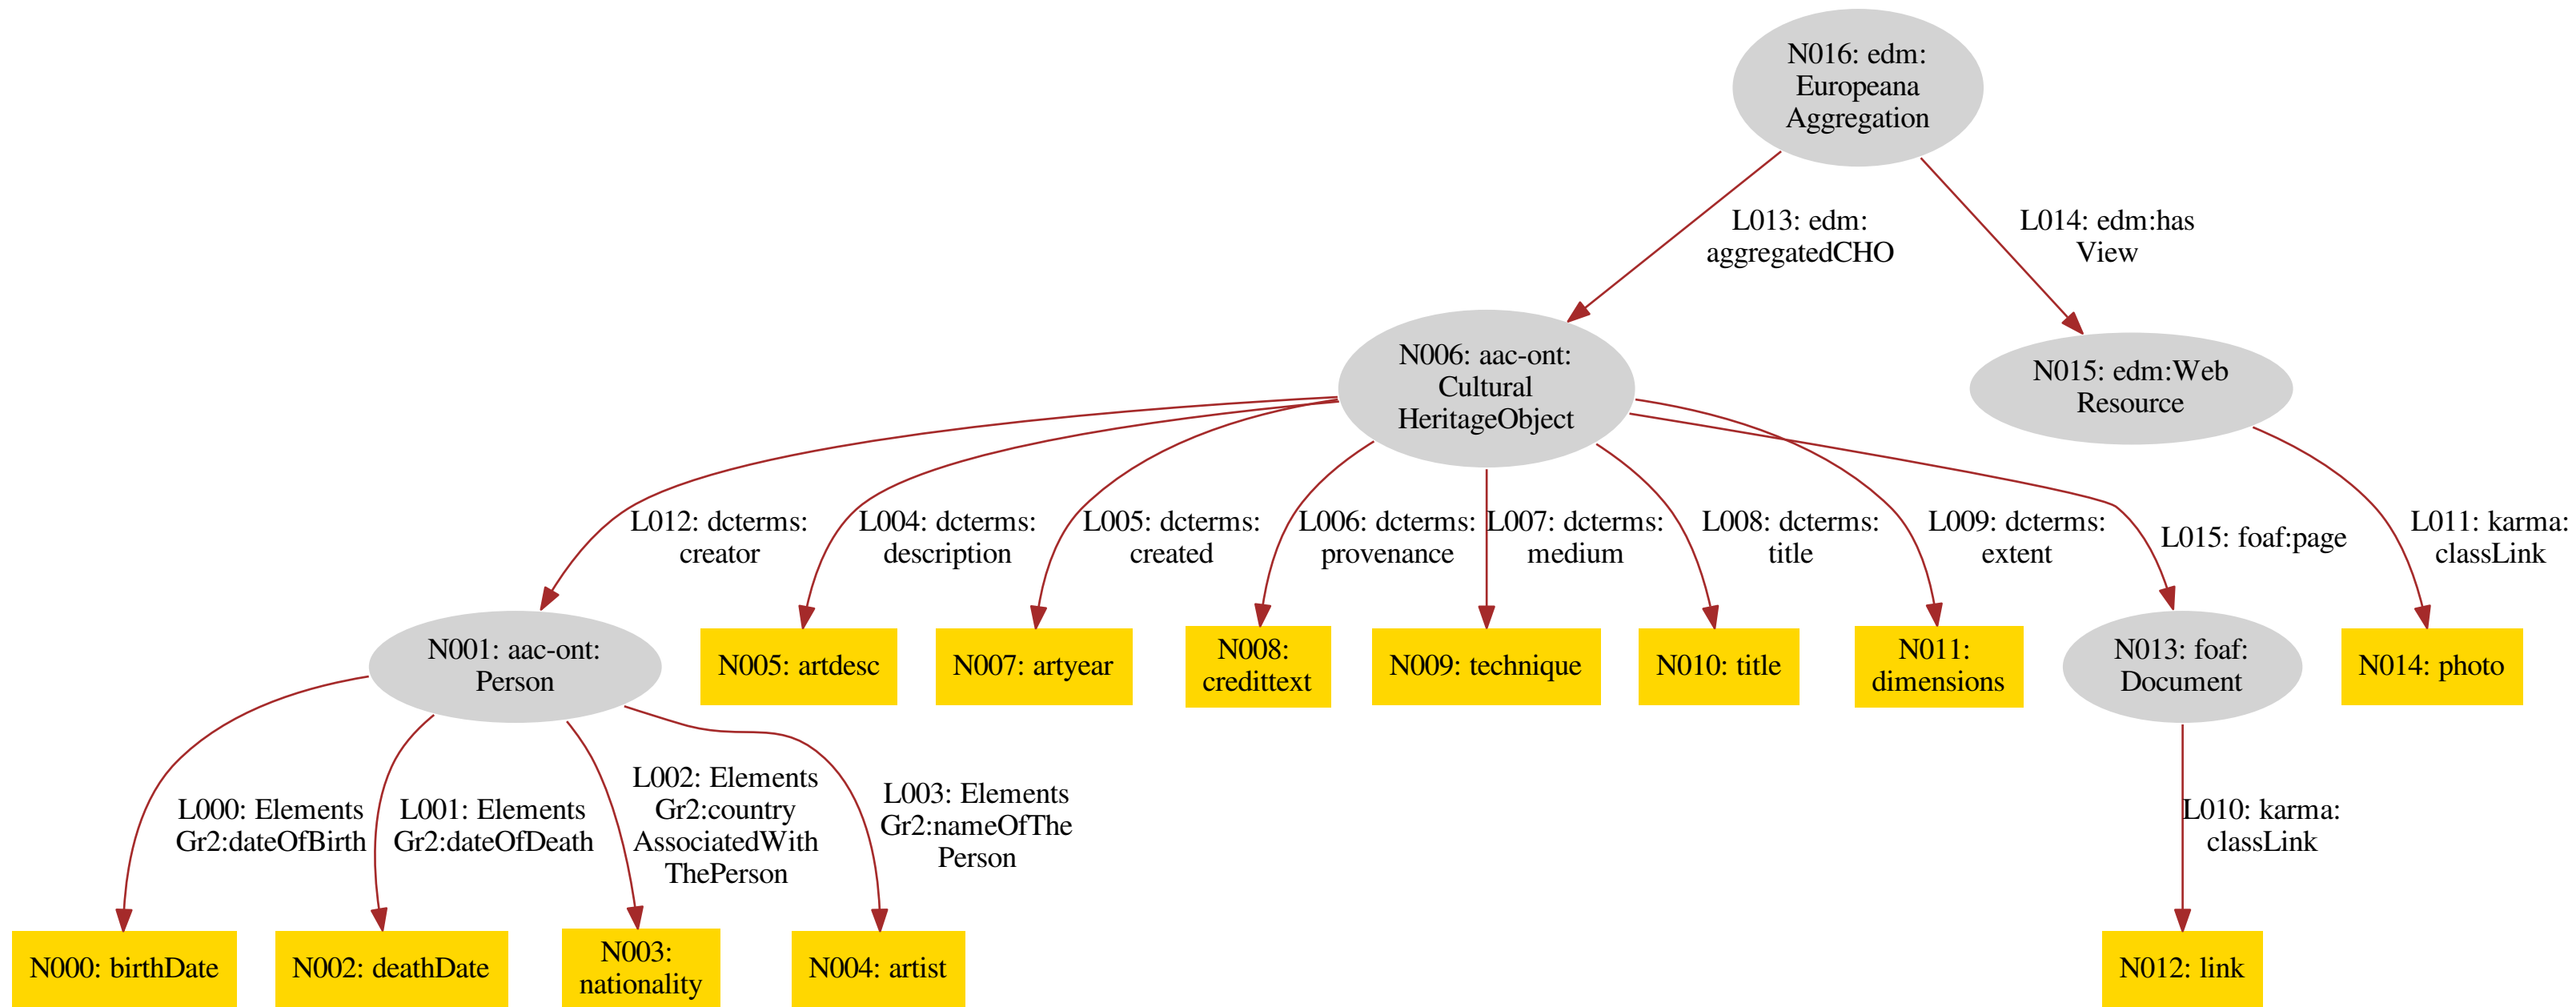 N016: edm:
Europeana
Aggregation
L013: edm:
aggregatedCHO
L014: edm:has
View
N006: aac-ont:
Cultural
HeritageObject
N015: edm:Web
Resource
L012: dcterms:
creator
L004: dcterms:
description
L005: dcterms:
created
L006: dcterms:
provenance
L007: dcterms:
medium
L008: dcterms:
title
L009: dcterms:
extent
L015: foaf:page
L011: karma:
classLink
N001: aac-ont:
Person
N005: artdesc
N007: artyear
N008:
credittext
N009: technique
N010: title
N011:
dimensions
N013: foaf:
Document
N014: photo
L000: Elements
Gr2:dateOfBirth
L001: Elements
Gr2:dateOfDeath
L002: Elements
Gr2:country
AssociatedWith
ThePerson
L003: Elements
Gr2:nameOfThe
Person
L010: karma:
classLink
N000: birthDate
N002: deathDate
N003:
nationality
N004: artist
N012: link